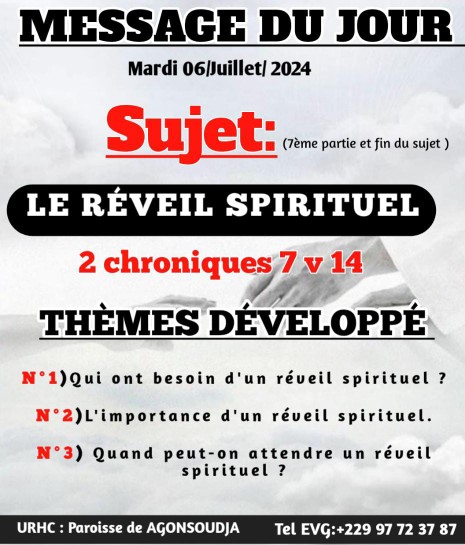 MESSAGE DU JOUR
Mardi 06/Juillet/ 2024
Sujet: (7ème partie et fin du sujet )
LE RÉVEIL SPIRITUEL
2 chroniques 7 v 14
THÈMES DÉVELOPPÉ
N°1)Qui ont besoin d'un réveil spirituel ?
N°2)L'importance d'un réveil spirituel.
N°3) Quand peut-on attendre un réveil
spirituel ?
URHC : Paroisse de AGONSOUDJA Tel EVG:+229 97 72 37 87